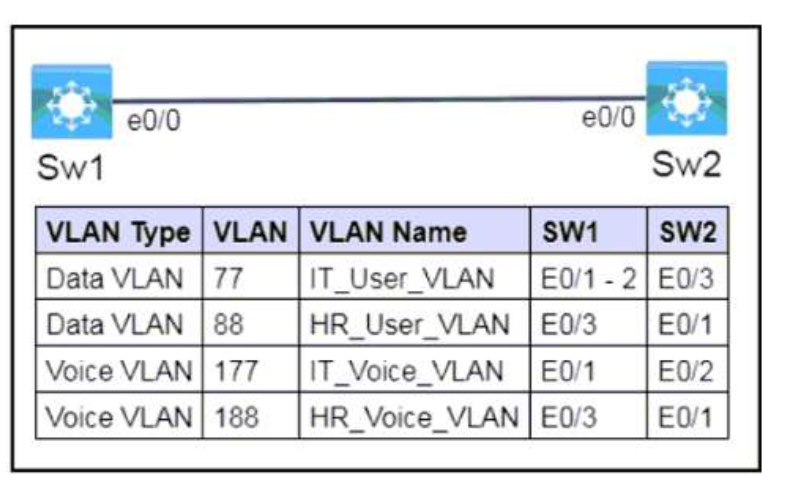 e0/0 e0/0
Sw1 Sw2
VLAN Type VLAN VLAN Name SW1 SW2
Data VLAN 77 IT_User_VLAN E0/1 - 2 E0/3
Data VLAN 88 HR_User_VLAN E0/3 E0/1
Voice VLAN 177 IT_Voice_VLAN E0/1 E0/2
Voice VLAN 188 HR_Voice_VLAN E0/3 E0/1